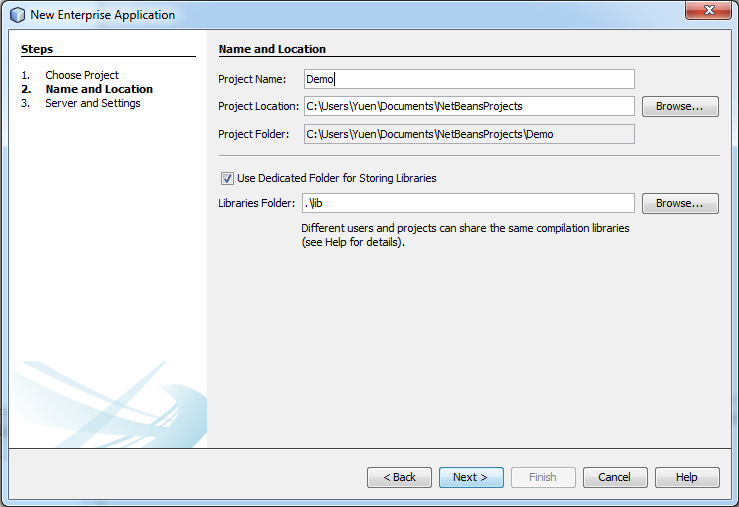 New Enterprise Application
Steps
1. Choose Project
2. Name and Location
3. Server and Settings
Name and Location
Project Name: Demo
Project Location: C:\Users\Yuen\Documents\NetBeansProjects Browse...
Project Folder: C:\Users\Yuen\Documents\NetBeansProjects\Demo
Use Dedicated Folder for Storing Libraries
Libraries Folder: .\lib Browse...
Different users and projects can share the same compilation libraries
(see Help for details).
< Back Next > Finish Cancel Help